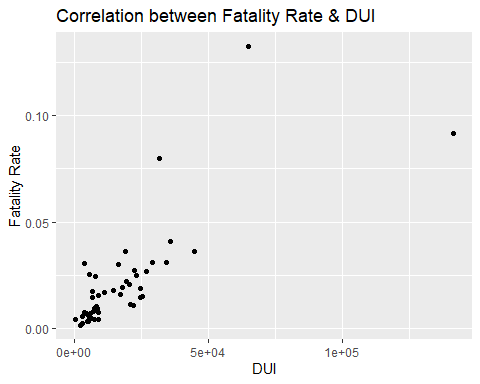 Correlation between Fatality Rate & DUI
Fatality Rate
0.10
0.05
0.00
0e+00
5e+04
1e+05
DUI